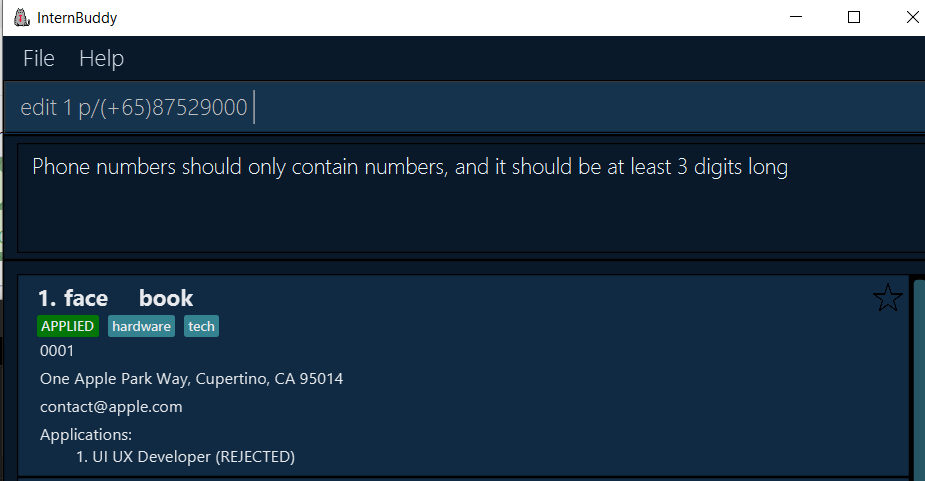 InternBuddy
File Help
edit 1 p/(+65)87529000
Phone numbers should only contain numbers, and it should be at least 3 digits long
1. face    book
APPLIED hardware tech
0001
One Apple Park Way, Cupertino, CA 95014
contact@apple.com
Applications:
1. UI UX Developer (REJECTED)